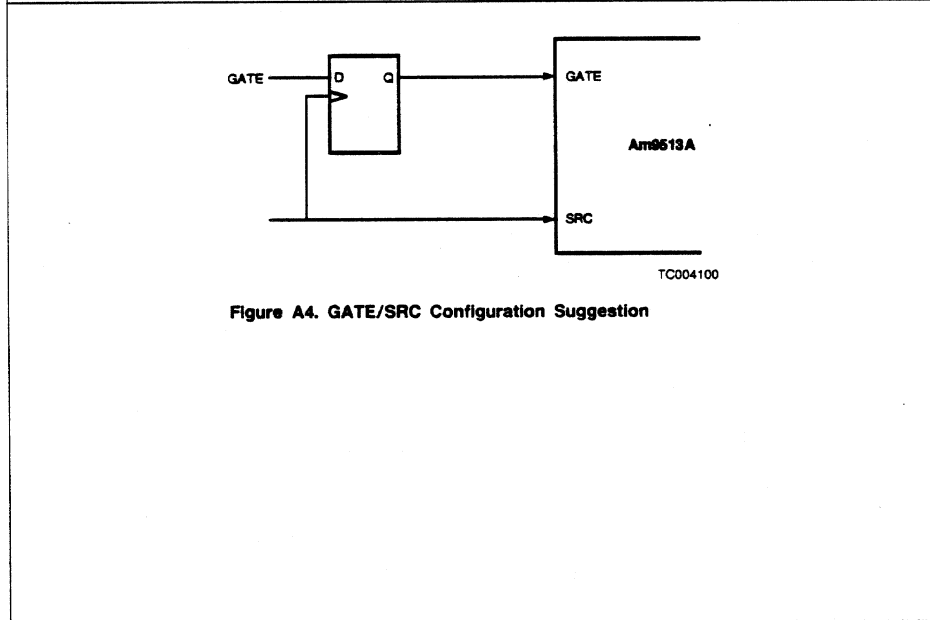 GATE
D
Q
GATE
Am9513A
SRC
TC004100
Figure A4. GATE/SRC Configuration Suggestion